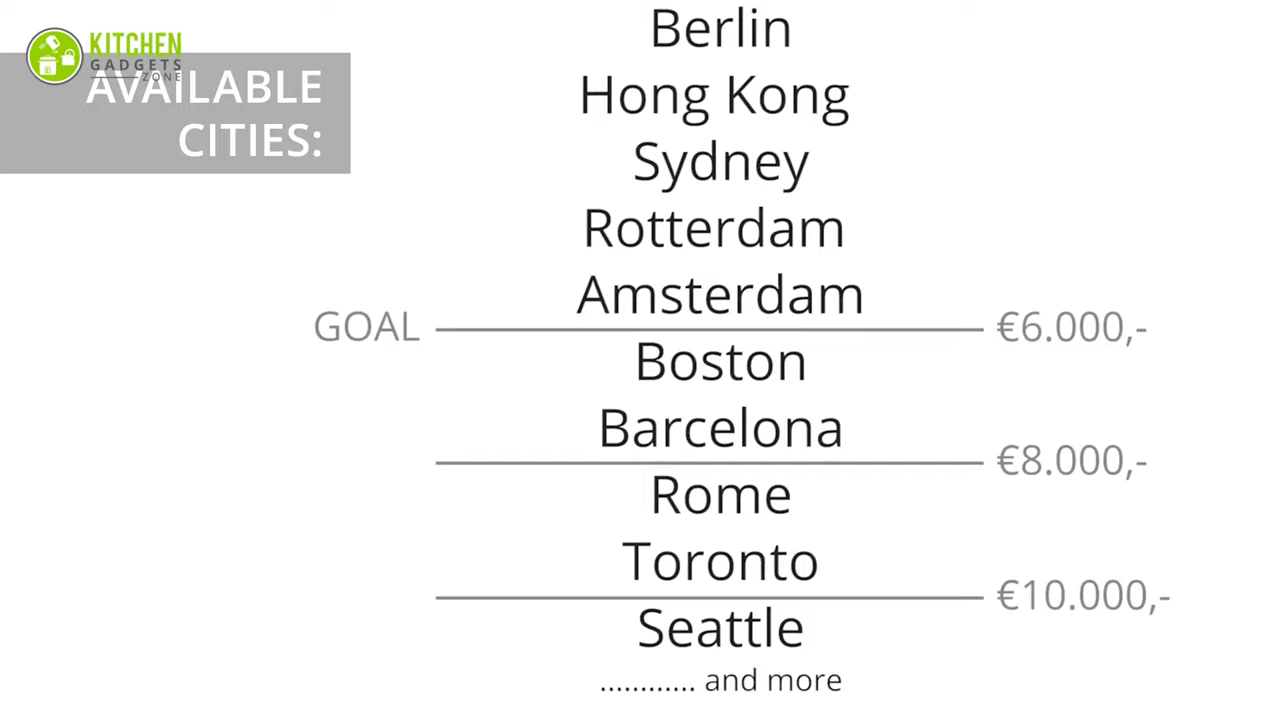 KITCHEN
GADGETS
ZONE
AVAILABLE
CITIES:
Berlin
Hong Kong
Sydney
Rotterdam
Amsterdam
GOAL €6.000,-
Boston
Barcelona
€8.000,-
Rome
Toronto
€10.000,-
Seattle
............ and more